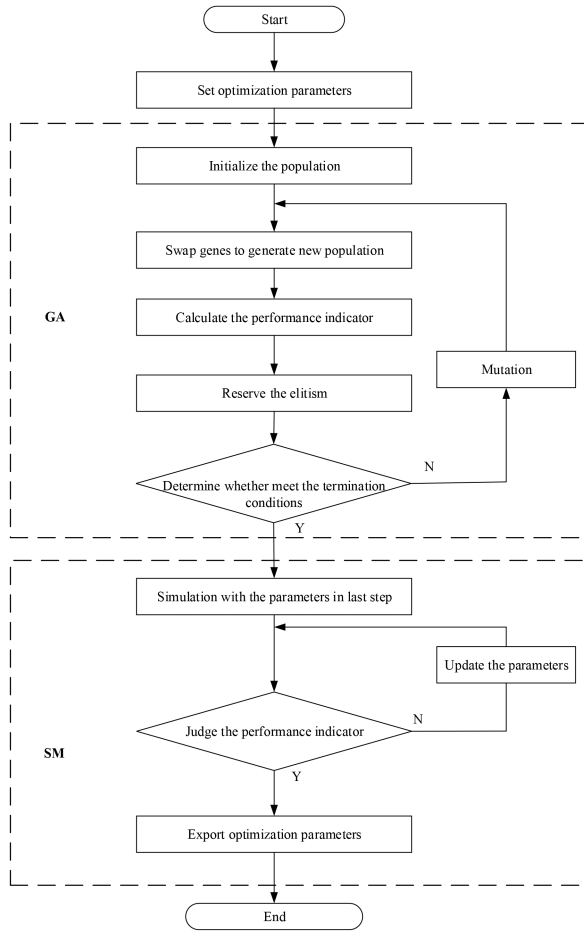 Start
Set optimization parameters
Initialize the population
Swap genes to generate new population
GA
Calculate the performance indicator
Mutation
Reserve the elitism
N
Determine whether meet the termination
conditions
Y
Simulation with the parameters in last step
Update the parameters
N
Judge the performance indicator
SM
Y
Export optimization parameters
End